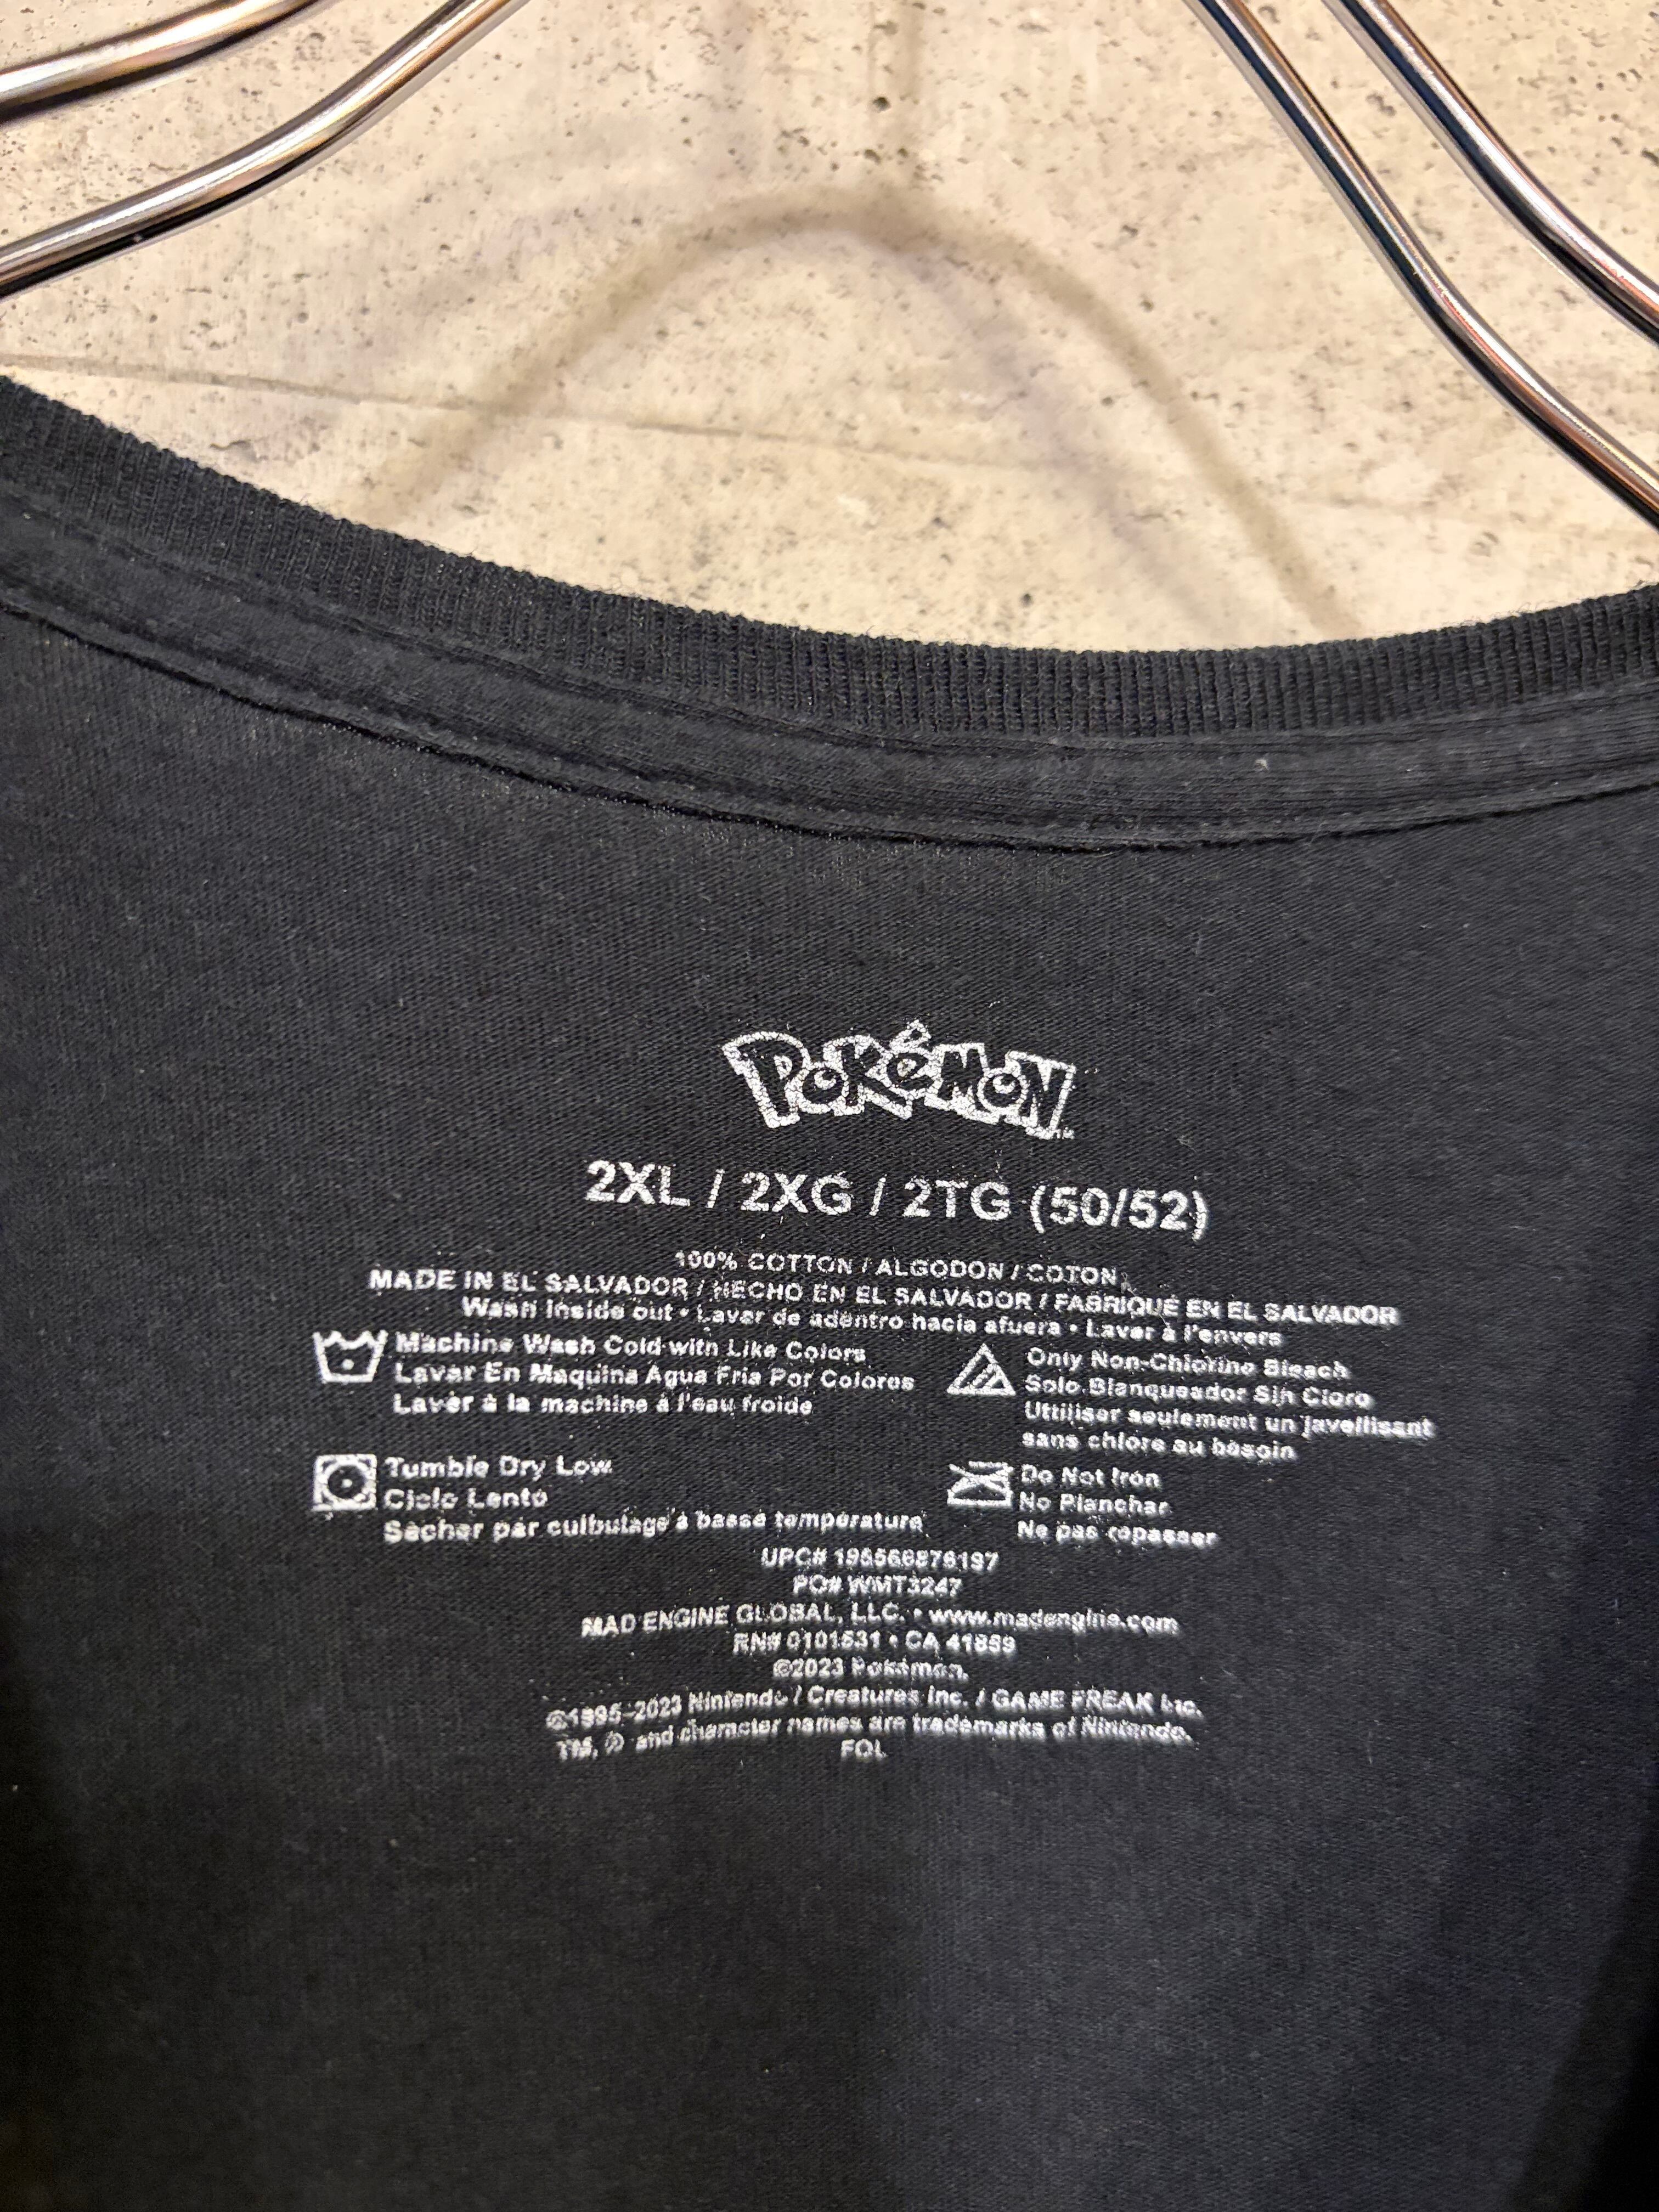 POKéMON
2XL / 2XG / 2TG (50/52)
100% COTTON / ALGODON / COTON
MADE IN EL SALVADOR / HECHO EN EL SALVADOR / FABRIQUÉ EN EL SALVADOR
Wash inside out • Lavar de adentro hacia afuera • Laver à l'envers
Machine Wash Cold with Like Colors
Lavar En Maquina Agua Fria Por Colores
Laver à la machine à l'eau froide
Only Non-Chlorine Bleach
Solo Blanqueador Sin Cloro
Uttiliser seulement un javellisant
sans chlore au besoin
Tumble Dry Low
Ciclo Lento
Sécher par culbutage à basse température
Do Not Iron
No Planchar
Ne pas repasser
UPC#
PO# WMT3247
MAD ENGINE GLOBAL, LLC. • www.madengine.com
RN# 0101531 • CA 41859
©2023 Pokémon.
©1995–2023 Nintendo / Creatures Inc. / GAME FREAK Inc.
TM, ® and character names are trademarks of Nintendo.
FOL